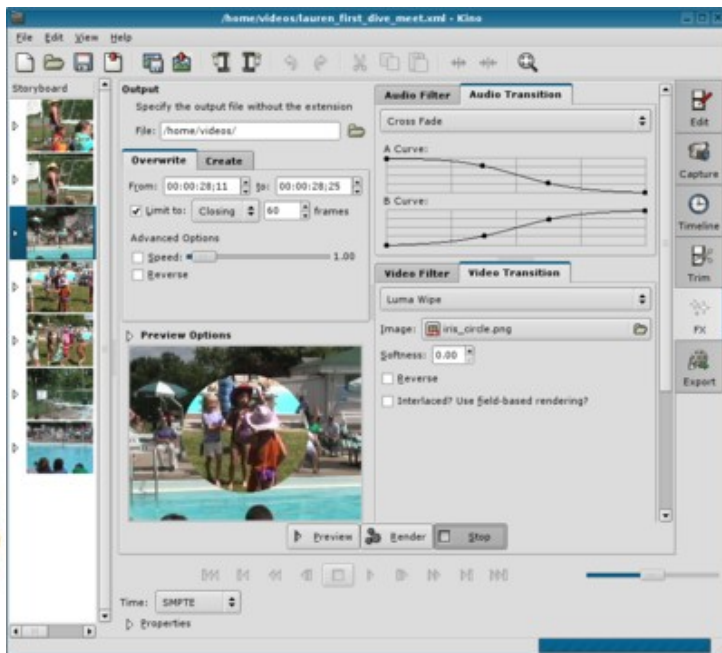 /home/videos/lauren_first_dive_meet.xml - Kino
File Edit View Help
Storyboard
Output
Specify the output file without the extension
File: /home/videos/
Overwrite Create
From: 00:00:28;11 to: 00:00:28;25
Limit to: Closing 60 frames
Advanced Options
Speed: 1.00
Reverse
Preview Options
Audio Filter Audio Transition
Cross Fade
A Curve:
B Curve:
Video Filter Video Transition
Luma Wipe
Image: iris_circle.png
Softness: 0.00
Reverse
Interlaced? Use field-based rendering?
Edit
Capture
Timeline
Trim
FX
Export
Preview Render Stop
Time: SMPTE
Properties